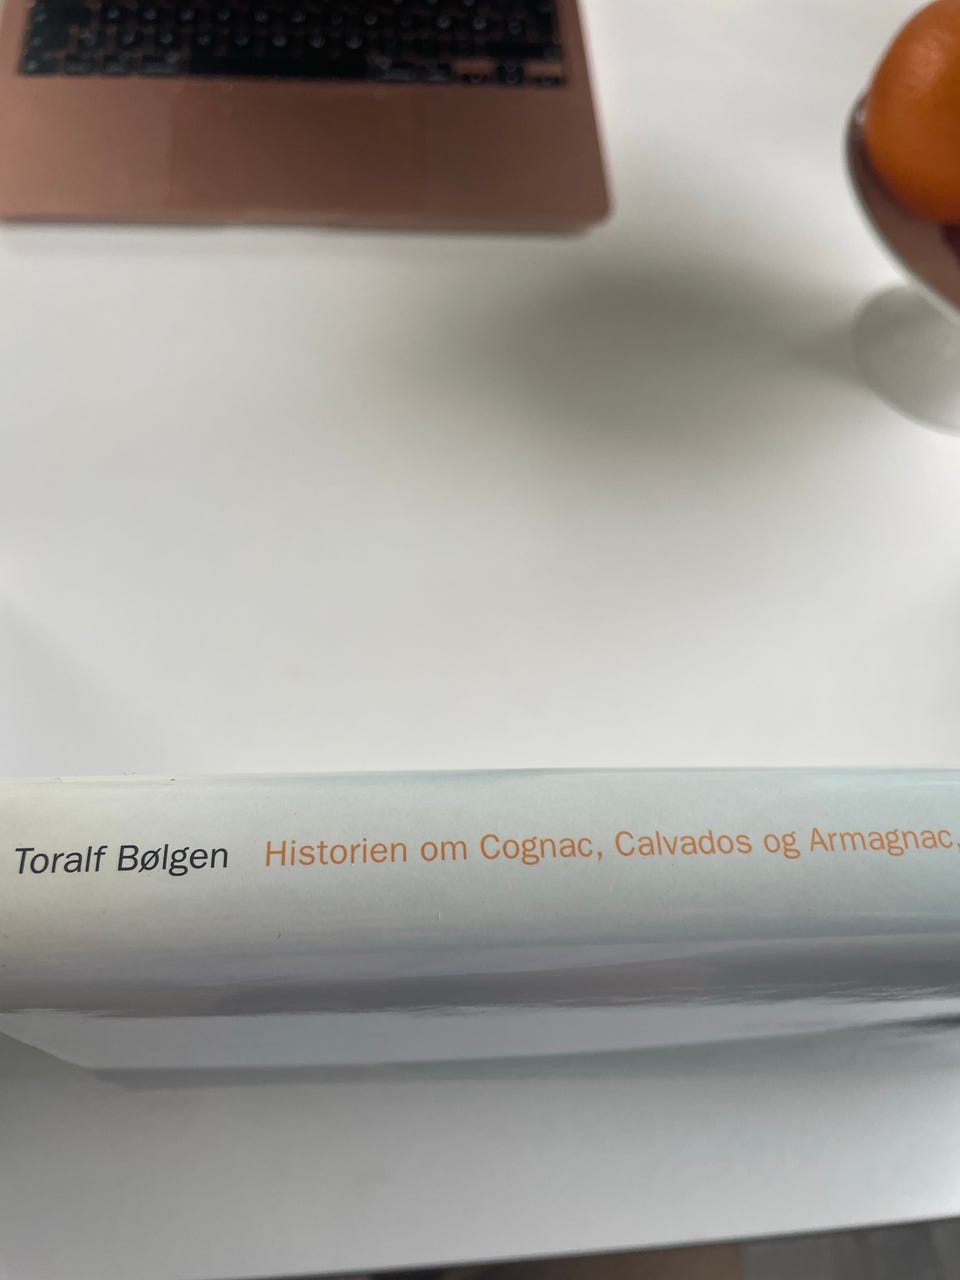 Toralf Bølgen Historien om Cognac, Calvados og Armagnac,